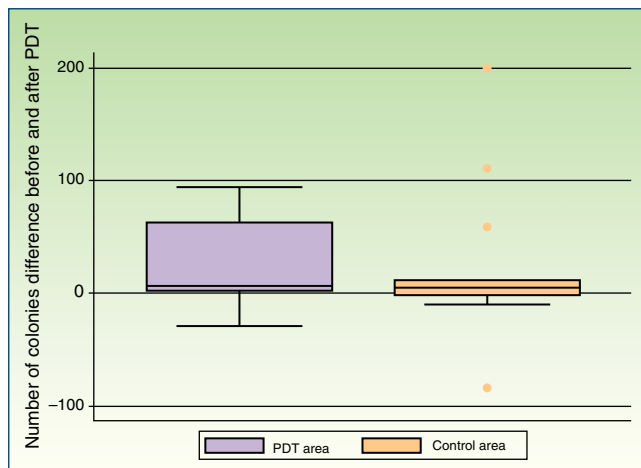 Number of colonies difference before and after PDT
200
100
0
–100
PDT area
Control area